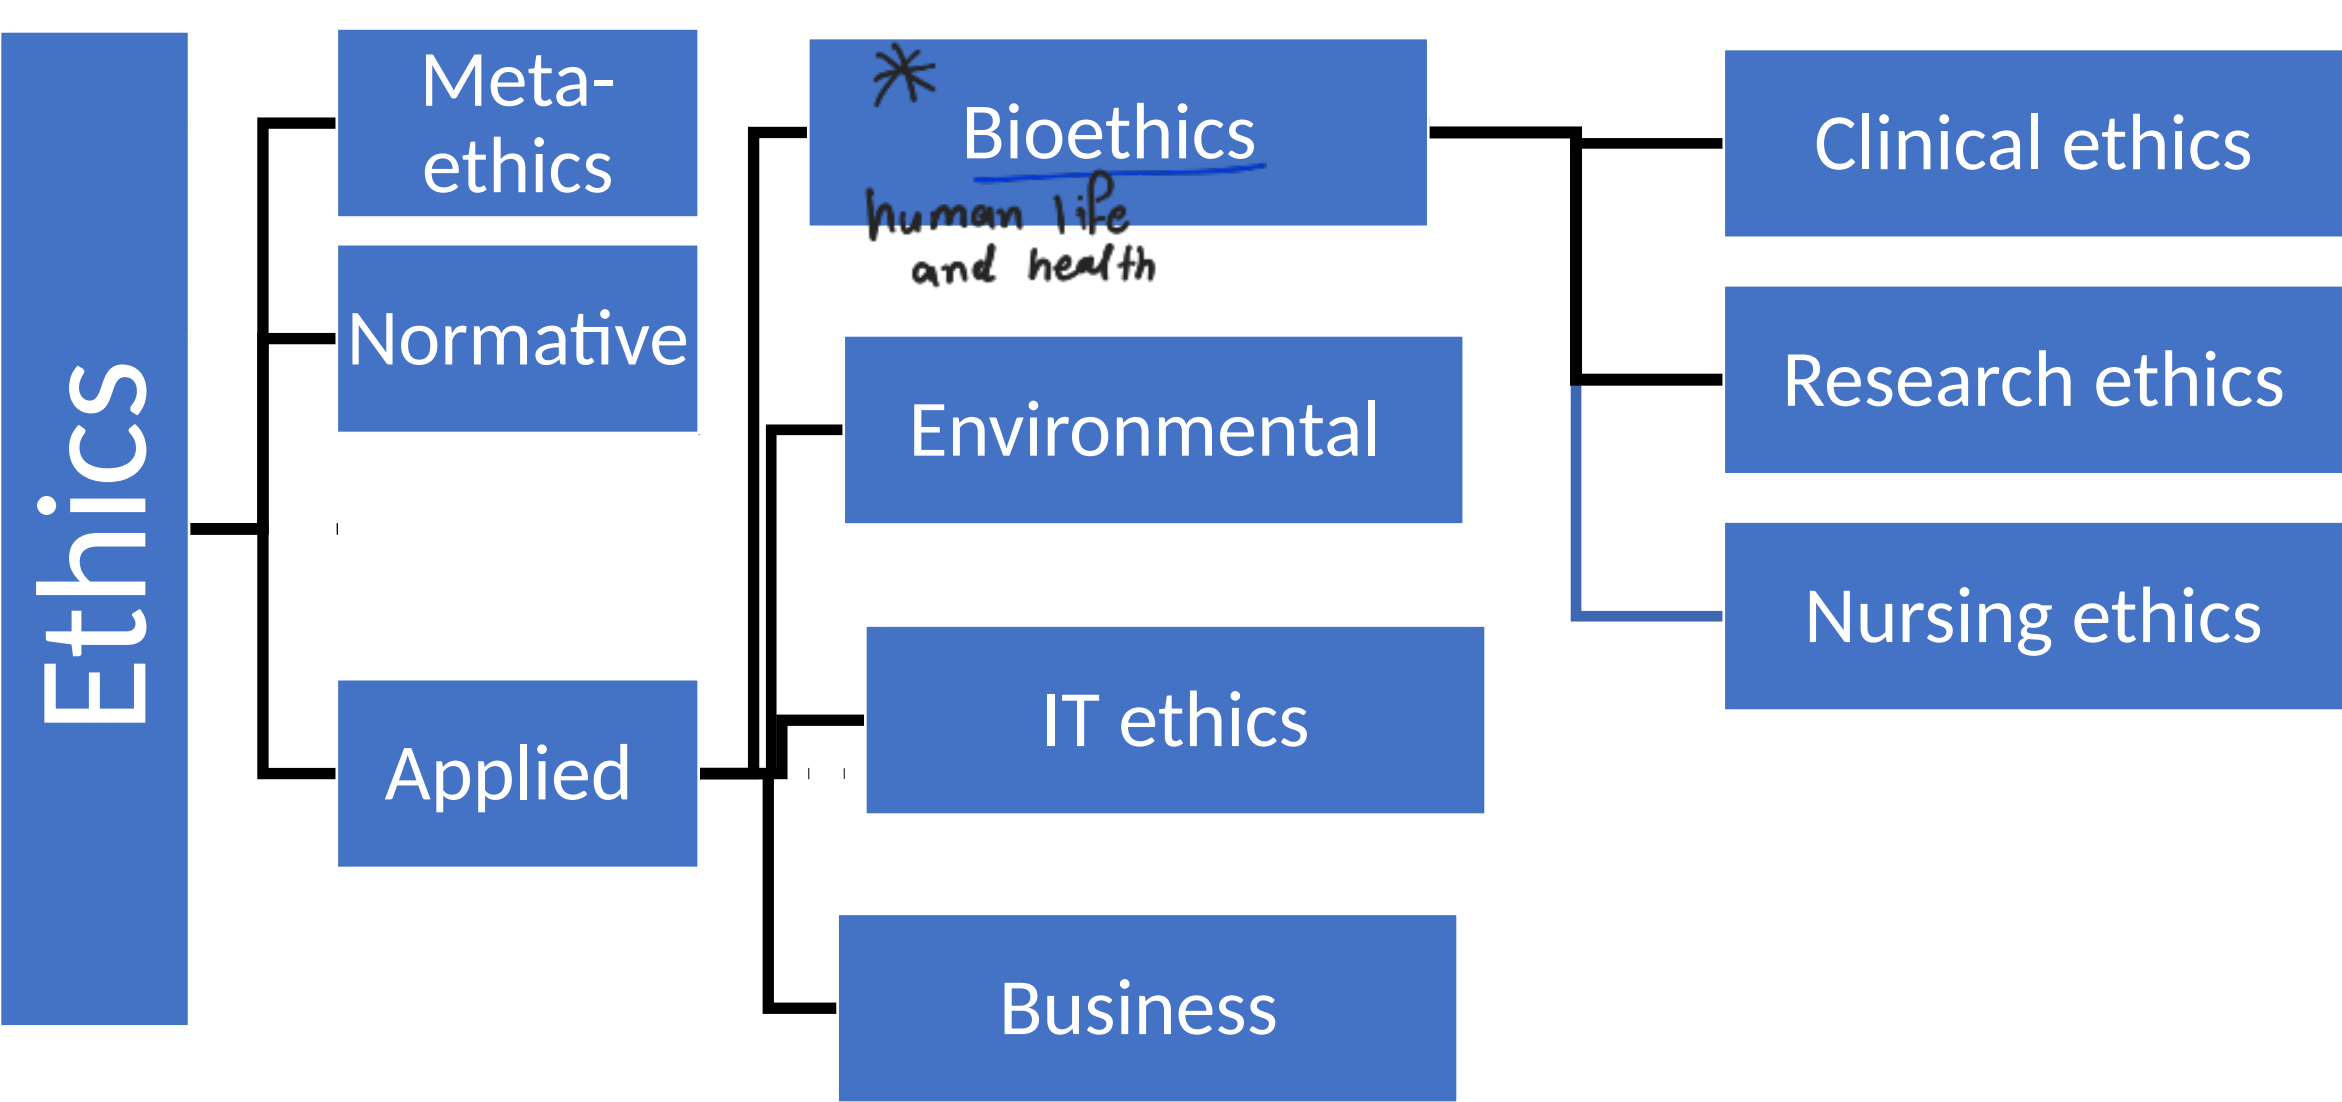 Ethics
Meta-
ethics
Normative
Applied
Bioethics
human life
and health
Environmental
IT ethics
Business
Clinical ethics
Research ethics
Nursing ethics